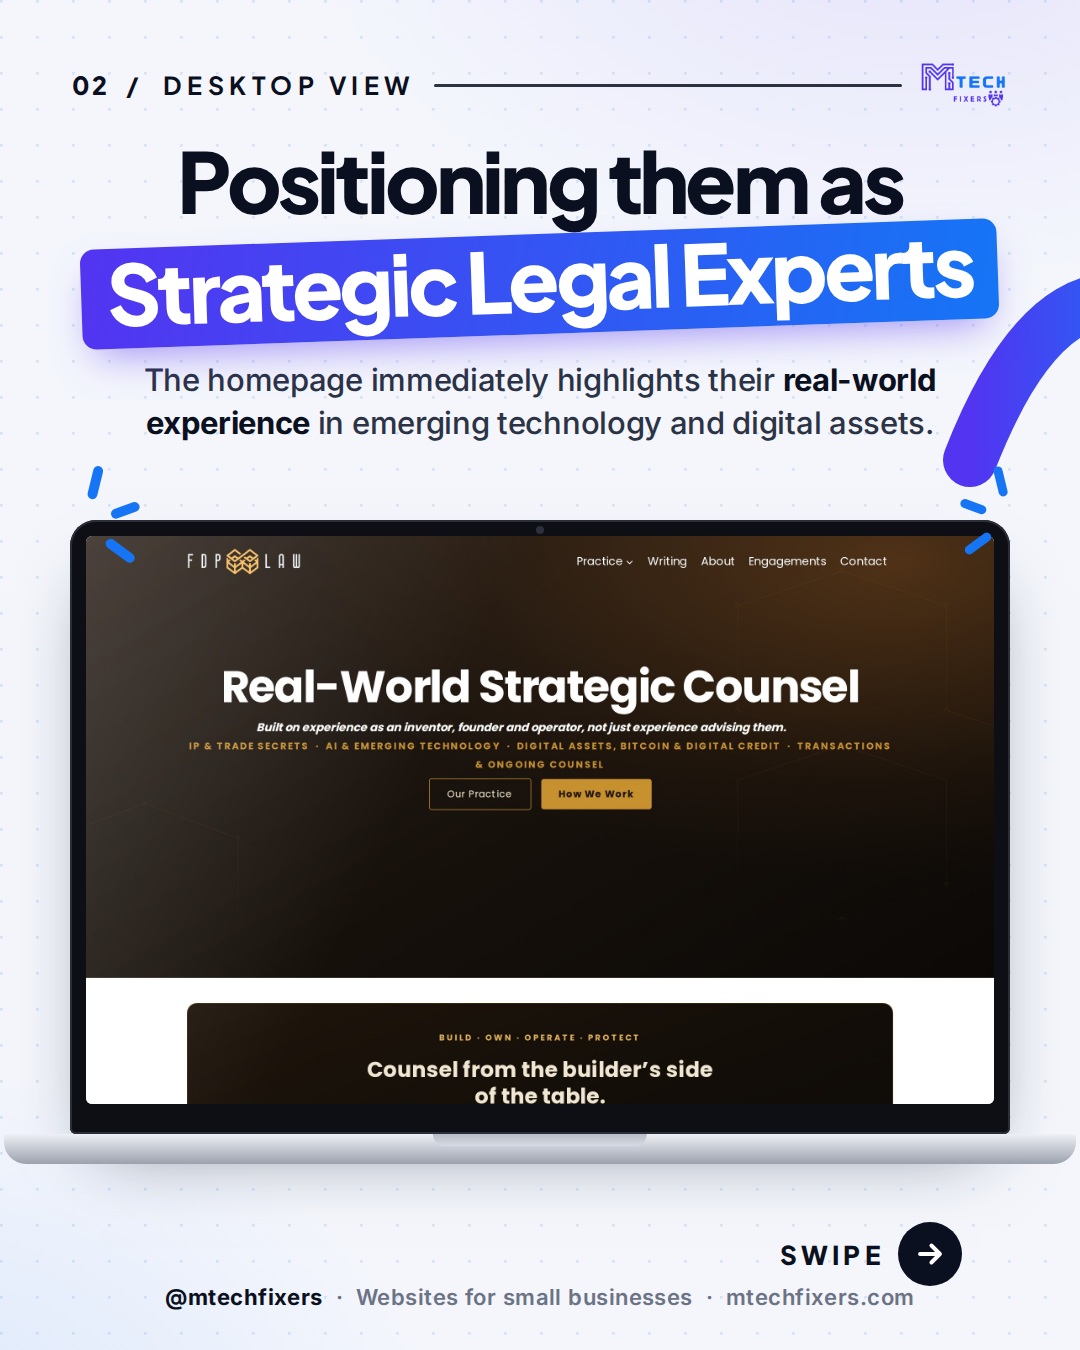 02 / DESKTOP VIEW
MTECH
FIXERS
Positioning them as
Strategic Legal Experts
The homepage immediately highlights their real-world
experience in emerging technology and digital assets.
FDP LAW
Practice Writing About Engagements Contact
Real-World Strategic Counsel
Built on experience as an inventor, founder and operator, not just experience advising them.
IP & TRADE SECRETS · AI & EMERGING TECHNOLOGY · DIGITAL ASSETS, BITCOIN & DIGITAL CREDIT · TRANSACTIONS
& ONGOING COUNSEL
Our Practice How We Work
BUILD · OWN · OPERATE · PROTECT
Counsel from the builder’s side
of the table.
SWIPE
@mtechfixers · Websites for small businesses · mtechfixers.com